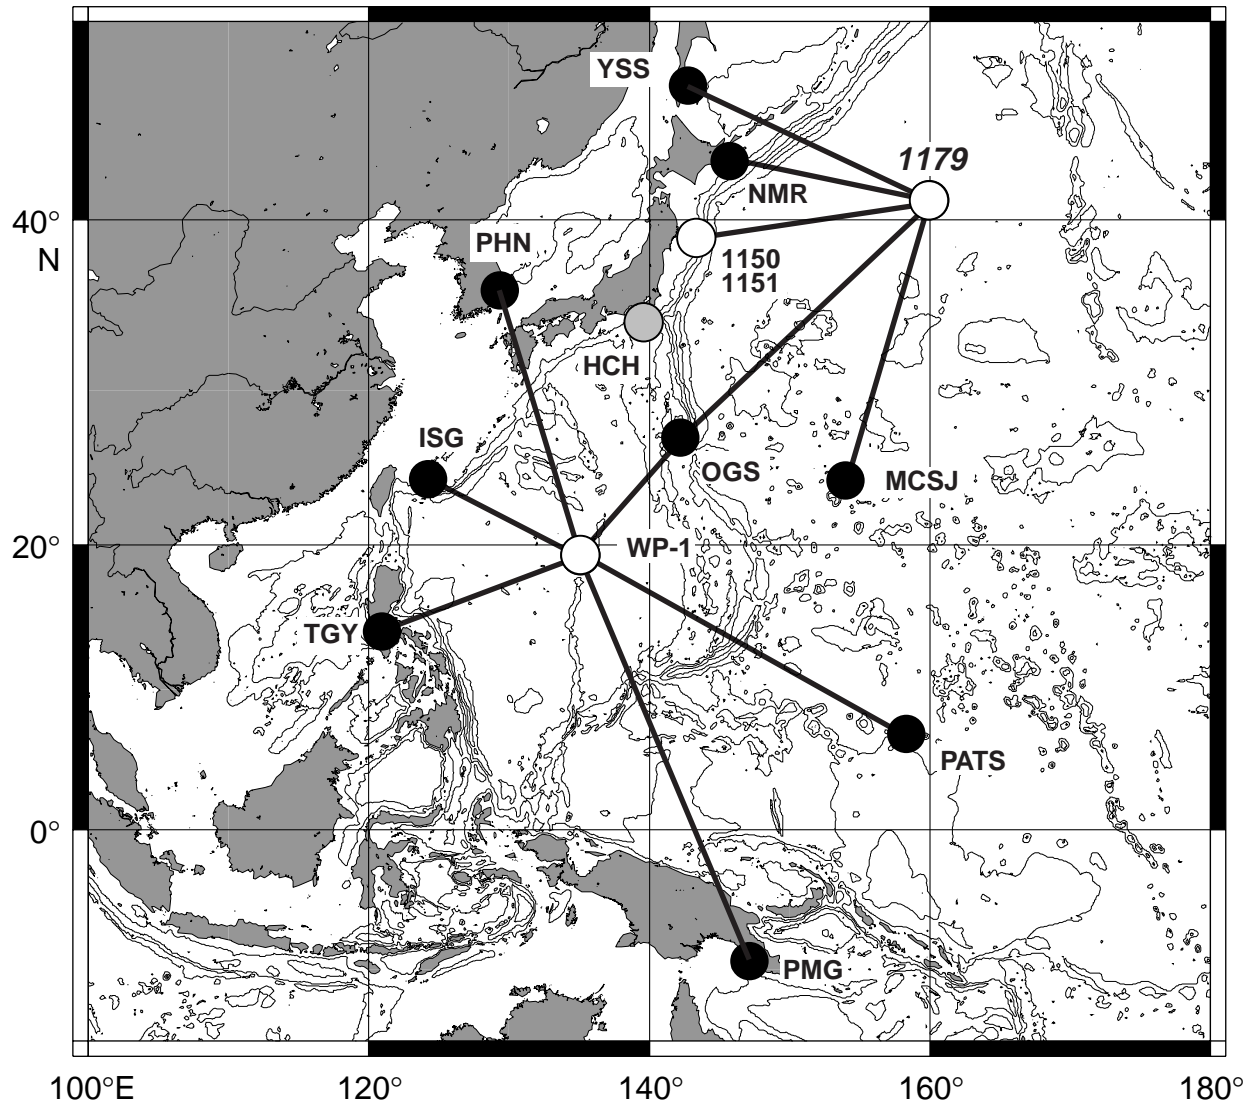 YSS
1179
NMR
40°
N
PHN
1150
1151
HCH
ISG
OGS
MCSJ
20°
WP-1
TGY
PATS
0°
PMG
100°E
120°
140°
160°
180°